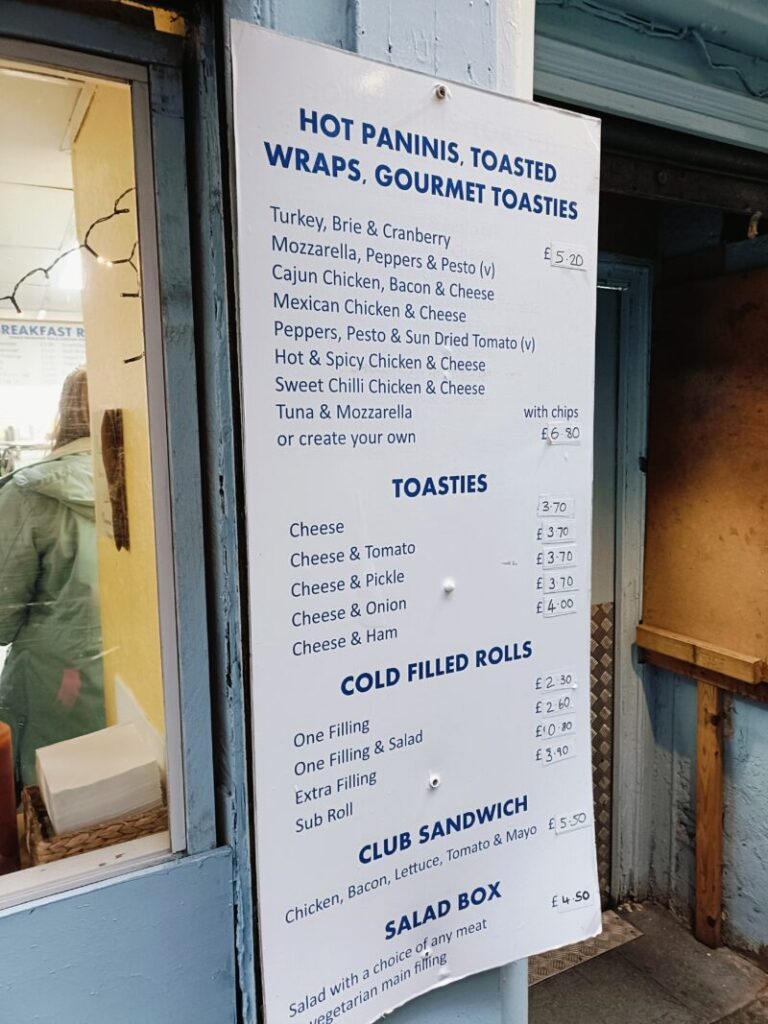 HOT PANINIS, TOASTED
WRAPS, GOURMET TOASTIES
Turkey, Brie & Cranberry £5.20
Mozzarella, Peppers & Pesto (v)
Cajun Chicken, Bacon & Cheese
Mexican Chicken & Cheese
Peppers, Pesto & Sun Dried Tomato (v)
Hot & Spicy Chicken & Cheese
Sweet Chilli Chicken & Cheese
Tuna & Mozzarella with chips
or create your own £6.80
TOASTIES
Cheese 3.70
Cheese & Tomato £3.70
Cheese & Pickle £3.70
Cheese & Onion £3.70
Cheese & Ham £4.00
COLD FILLED ROLLS
One Filling £2.30
One Filling & Salad £2.60
Extra Filling £0.80
Sub Roll £3.90
CLUB SANDWICH
Chicken, Bacon, Lettuce, Tomato & Mayo £5.50
SALAD BOX
£4.50
Salad with a choice of any meat
vegetarian main filling
REAKFAST R